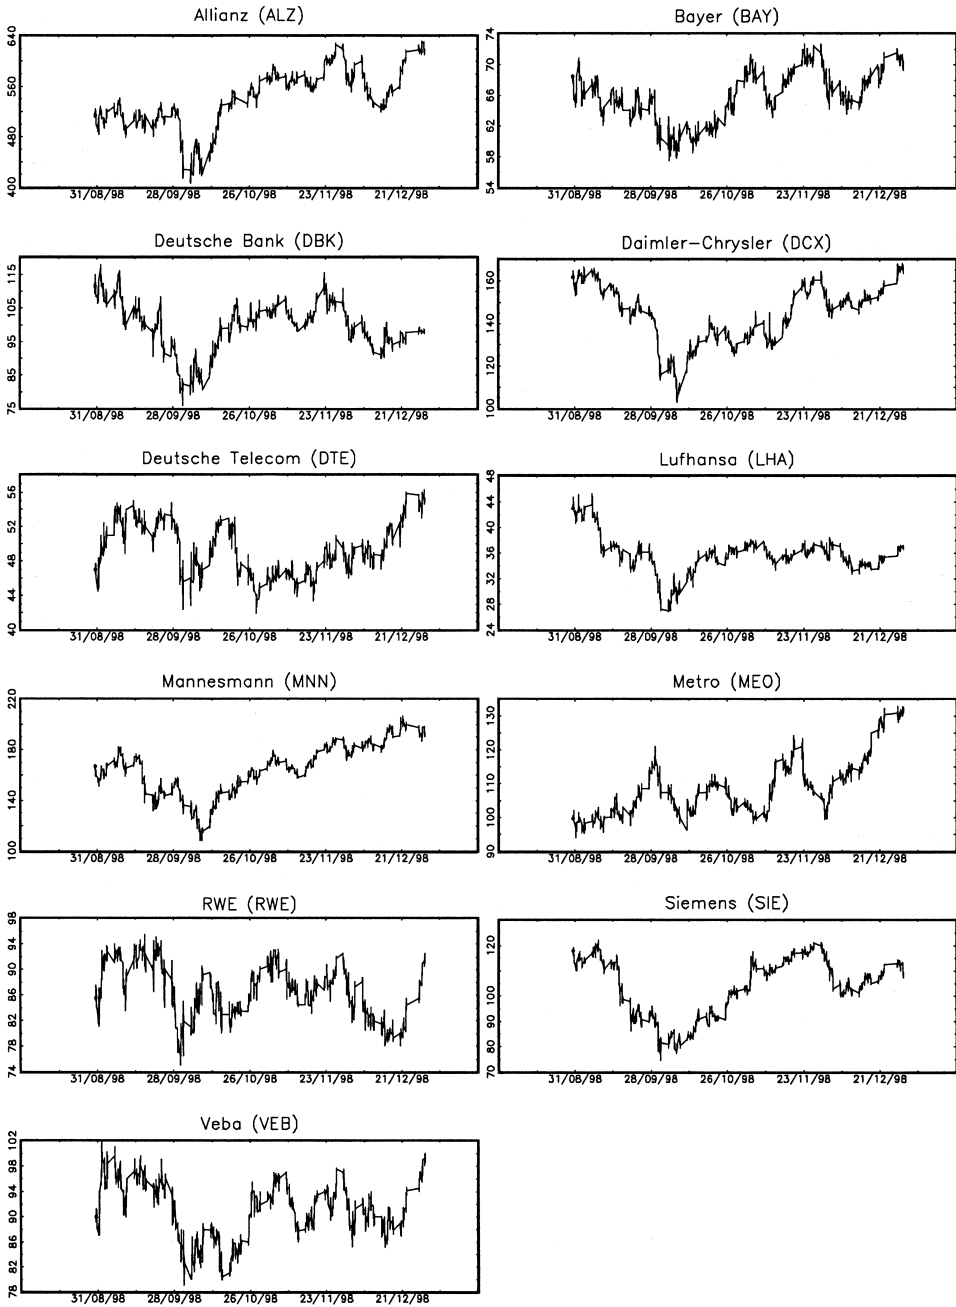 Allianz (ALZ)
640
560
480
400
31/08/98 28/09/98 26/10/98 23/11/98 21/12/98
Bayer (BAY)
74
70
66
62
58
54
31/08/98 28/09/98 26/10/98 23/11/98 21/12/98
Deutsche Bank (DBK)
115
105
95
85
75
31/08/98 28/09/98 26/10/98 23/11/98 21/12/98
Daimler-Chrysler (DCX)
160
140
120
100
31/08/98 28/09/98 26/10/98 23/11/98 21/12/98
Deutsche Telecom (DTE)
56
52
48
44
40
31/08/98 28/09/98 26/10/98 23/11/98 21/12/98
Lufhansa (LHA)
48
44
40
36
32
28
24
31/08/98 28/09/98 26/10/98 23/11/98 21/12/98
Mannesmann (MNN)
220
180
140
100
31/08/98 28/09/98 26/10/98 23/11/98 21/12/98
Metro (MEO)
130
120
110
100
90
31/08/98 28/09/98 26/10/98 23/11/98 21/12/98
RWE (RWE)
98
94
90
86
82
78
74
31/08/98 28/09/98 26/10/98 23/11/98 21/12/98
Siemens (SIE)
120
100
90
80
70
31/08/98 28/09/98 26/10/98 23/11/98 21/12/98
Veba (VEB)
102
98
94
90
86
82
78
31/08/98 28/09/98 26/10/98 23/11/98 21/12/98